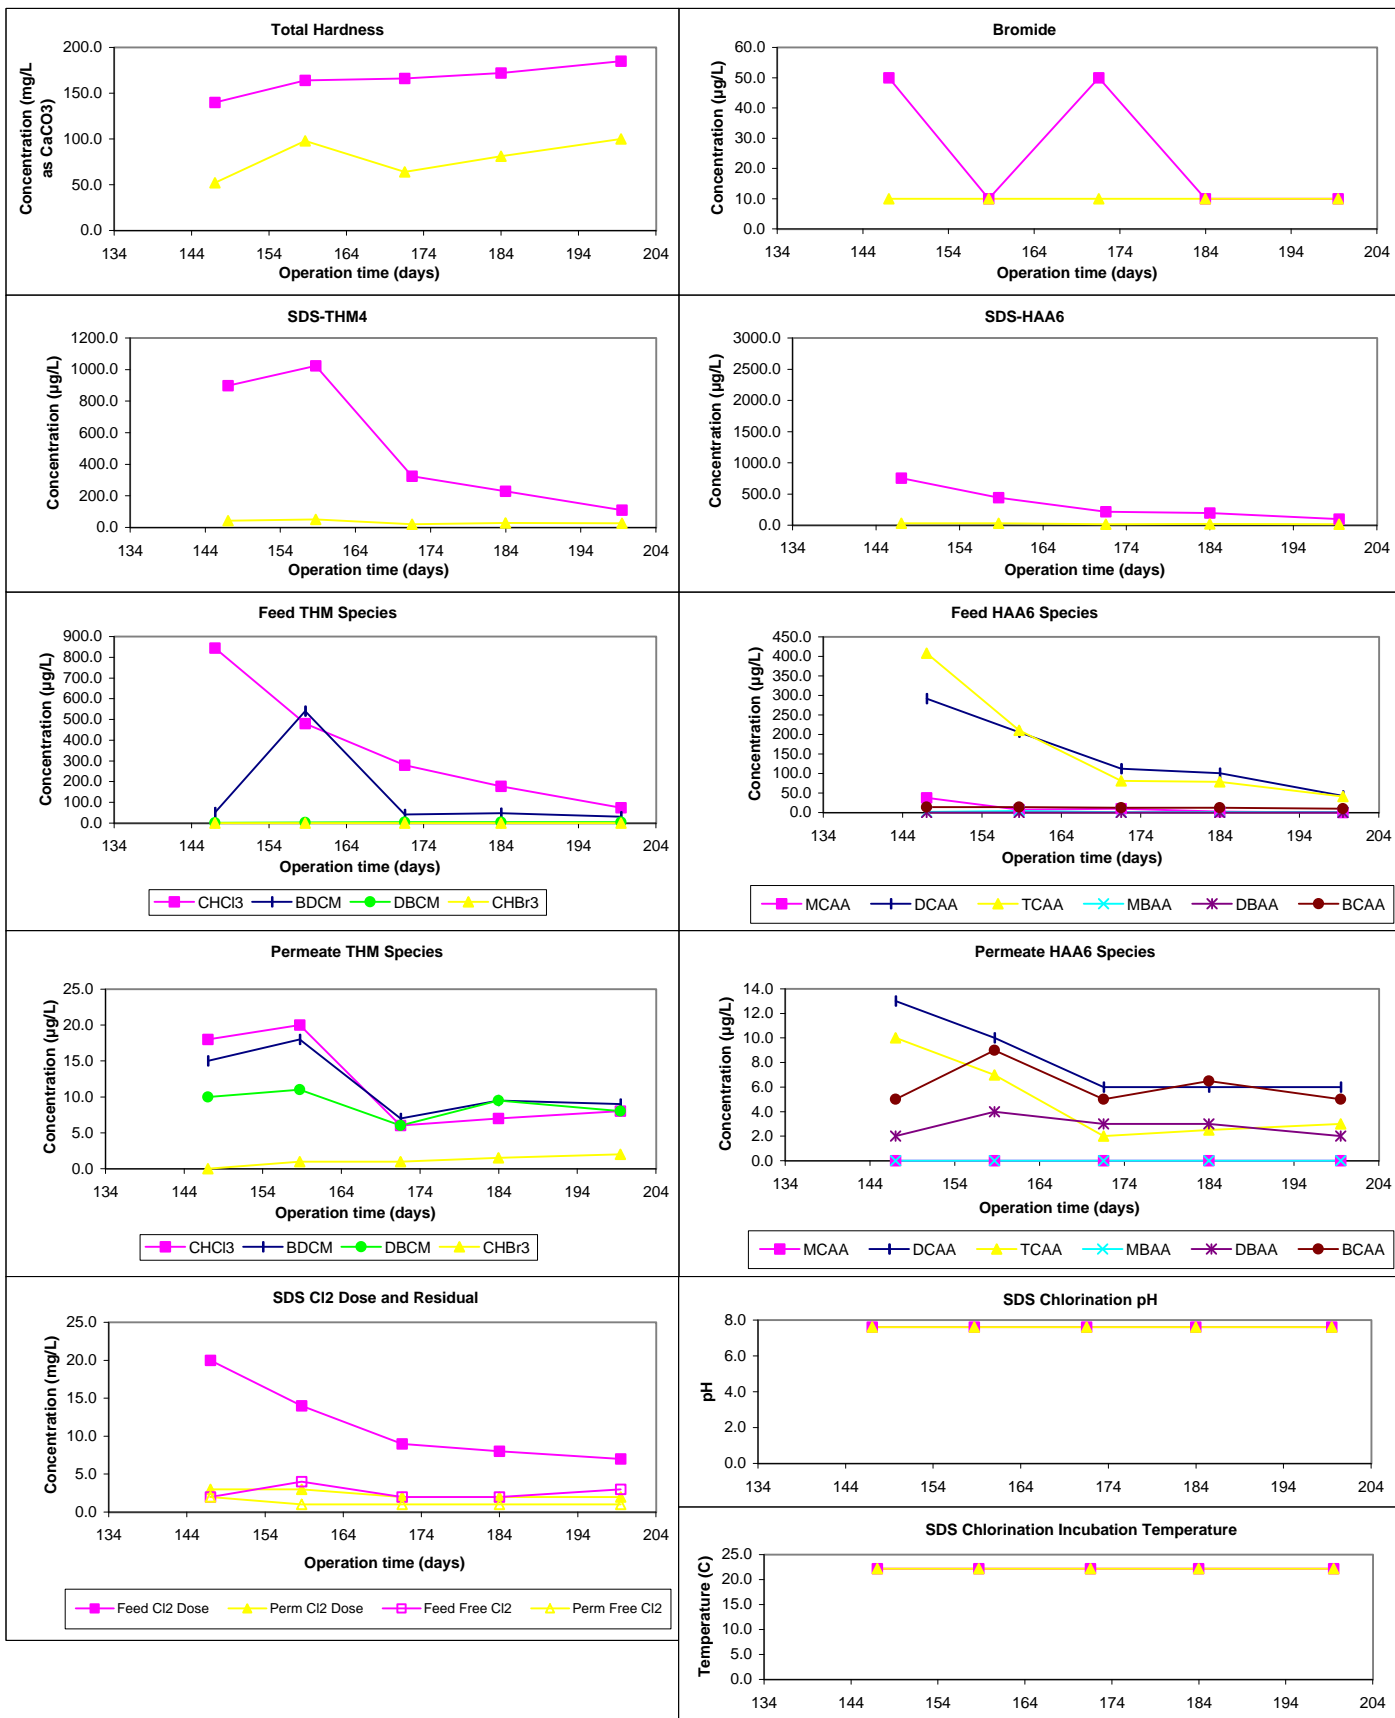 Total Hardness
Concentration (mg/L
as CaCO3)
200.0
150.0
100.0
50.0
0.0
134 144 154 164 174 184 194 204
Operation time (days)
Bromide
Concentration (µg/L)
60.0
50.0
40.0
30.0
20.0
10.0
0.0
134 144 154 164 174 184 194 204
Operation time (days)
SDS-THM4
Concentration (µg/L)
1200.0
1000.0
800.0
600.0
400.0
200.0
0.0
134 144 154 164 174 184 194 204
Operation time (days)
SDS-HAA6
Concentration (µg/L)
3000.0
2500.0
2000.0
1500.0
1000.0
500.0
0.0
134 144 154 164 174 184 194 204
Operation time (days)
Feed THM Species
Concentration (µg/L)
900.0
800.0
700.0
600.0
500.0
400.0
300.0
200.0
100.0
0.0
134 144 154 164 174 184 194 204
Operation time (days)
CHCl3 BDCM DBCM CHBr3
Feed HAA6 Species
Concentration (µg/L)
450.0
400.0
350.0
300.0
250.0
200.0
150.0
100.0
50.0
0.0
134 144 154 164 174 184 194 204
Operation time (days)
MCAA DCAA TCAA MBAA DBAA BCAA
Permeate THM Species
Concentration (µg/L)
25.0
20.0
15.0
10.0
5.0
0.0
134 144 154 164 174 184 194 204
Operation time (days)
CHCl3 BDCM DBCM CHBr3
Permeate HAA6 Species
Concentration (µg/L)
14.0
12.0
10.0
8.0
6.0
4.0
2.0
0.0
134 144 154 164 174 184 194 204
Operation time (days)
MCAA DCAA TCAA MBAA DBAA BCAA
SDS Cl2 Dose and Residual
Concentration (mg/L)
25.0
20.0
15.0
10.0
5.0
0.0
134 144 154 164 174 184 194 204
Operation time (days)
Feed Cl2 Dose Perm Cl2 Dose Feed Free Cl2 Perm Free Cl2
SDS Chlorination pH
pH
8.0
6.0
4.0
2.0
0.0
134 144 154 164 174 184 194 204
SDS Chlorination Incubation Temperature
Temperature (C)
25.0
20.0
15.0
10.0
5.0
0.0
134 144 154 164 174 184 194 204